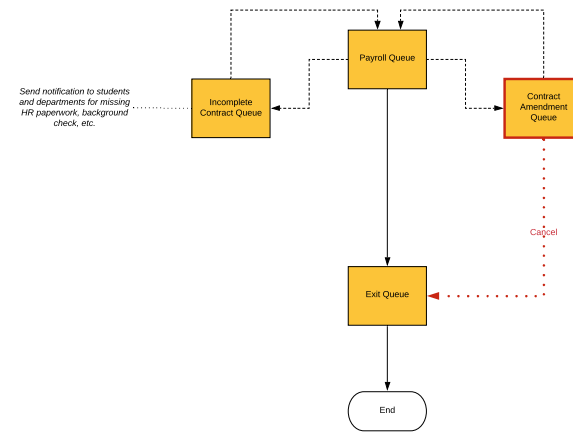 Payroll Queue
Send notification to students
and departments for missing
HR paperwork, background
check, etc.
Incomplete
Contract Queue
Contract
Amendment
Queue
Cancel
Exit Queue
End